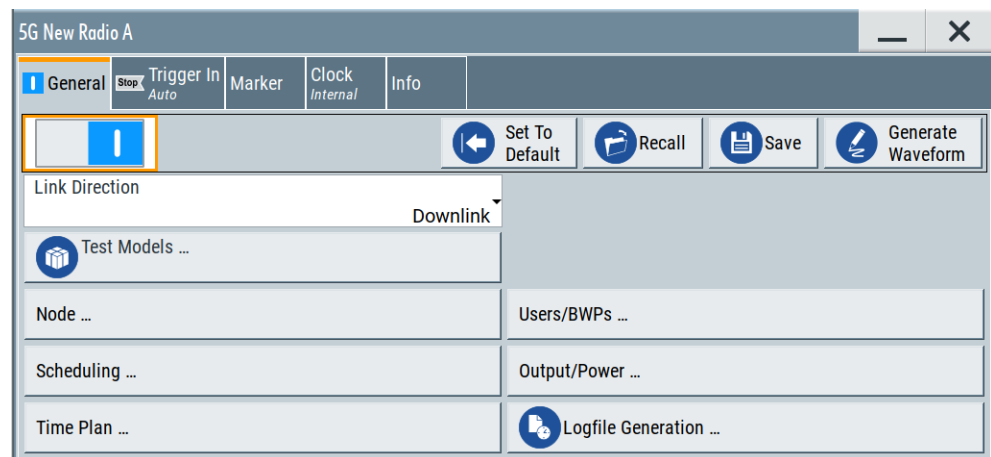 5G New Radio A
General
Stop
Trigger In
Auto
Marker
Clock
Internal
Info
Set To
Default
Recall
Save
Generate
Waveform
Link Direction
Downlink
Test Models ...
Node ...
Users/BWPs ...
Scheduling ...
Output/Power ...
Time Plan ...
Logfile Generation ...